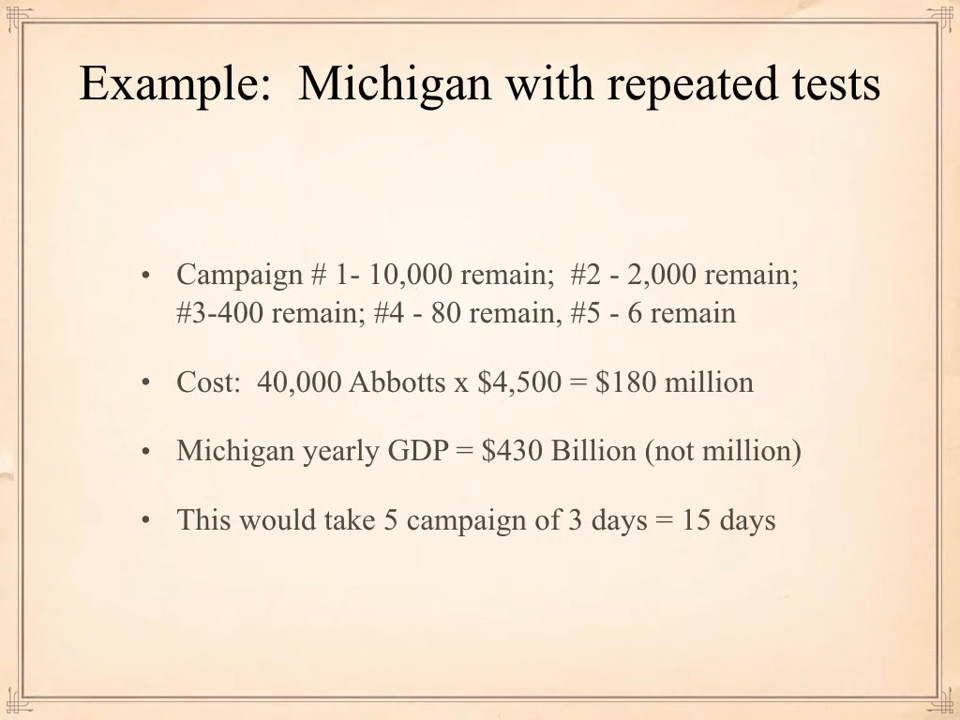 Example:  Michigan with repeated tests
• Campaign # 1- 10,000 remain;  #2 - 2,000 remain;
#3-400 remain; #4 - 80 remain, #5 - 6 remain
• Cost:  40,000 Abbotts x $4,500 = $180 million
• Michigan yearly GDP = $430 Billion (not million)
• This would take 5 campaign of 3 days = 15 days